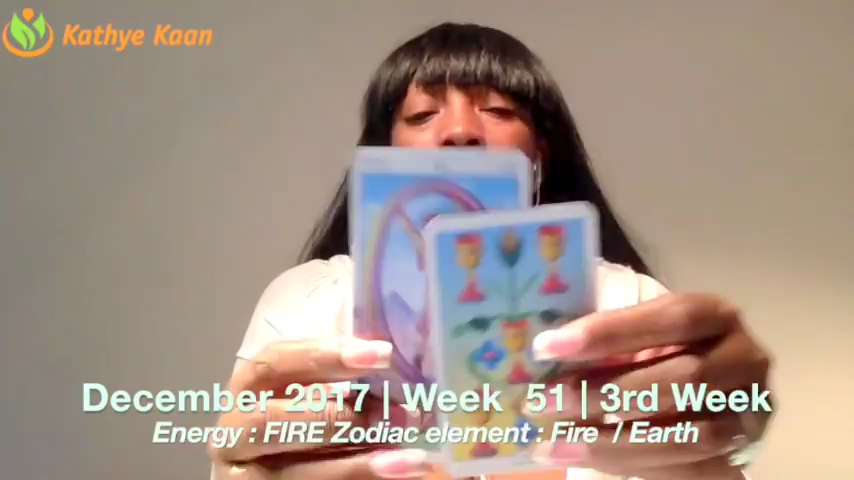 Kathye Kaan
December 2017 | Week 51 | 3rd Week
Energy : FIRE Zodiac element : Fire / Earth